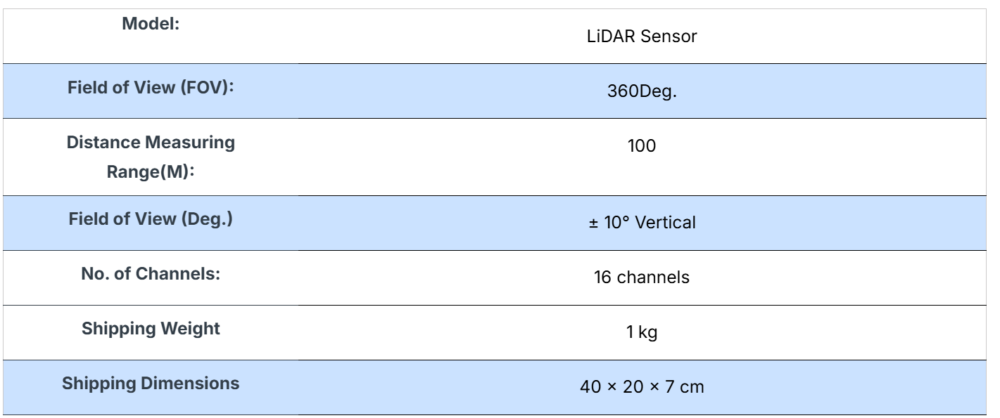 Model:
LiDAR Sensor
Field of View (FOV):
360Deg.
Distance Measuring
Range(M):
100
Field of View (Deg.)
± 10° Vertical
No. of Channels:
16 channels
Shipping Weight
1 kg
Shipping Dimensions
40 × 20 × 7 cm